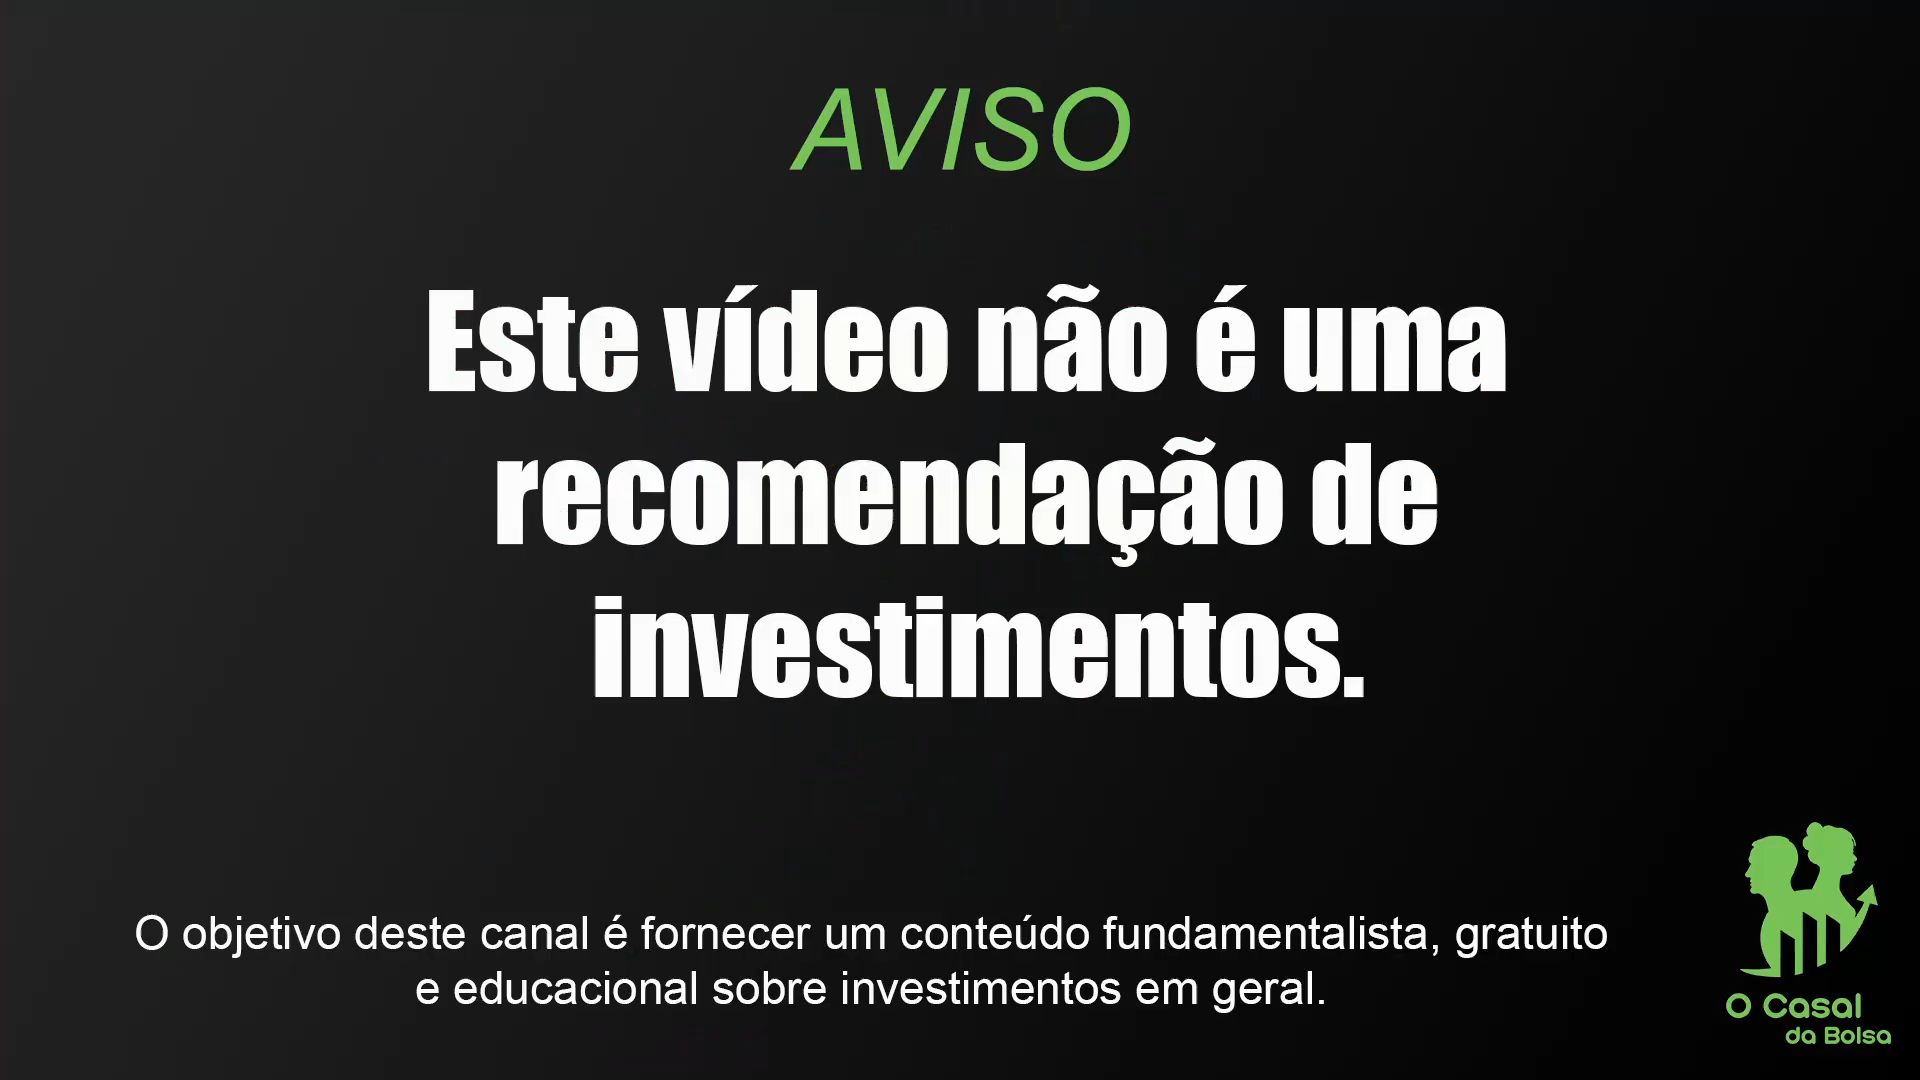 AVISO
Este vídeo não é uma
recomendação de
investimentos.
O objetivo deste canal é fornecer um conteúdo fundamentalista, gratuito
e educacional sobre investimentos em geral.
O Casal
da Bolsa